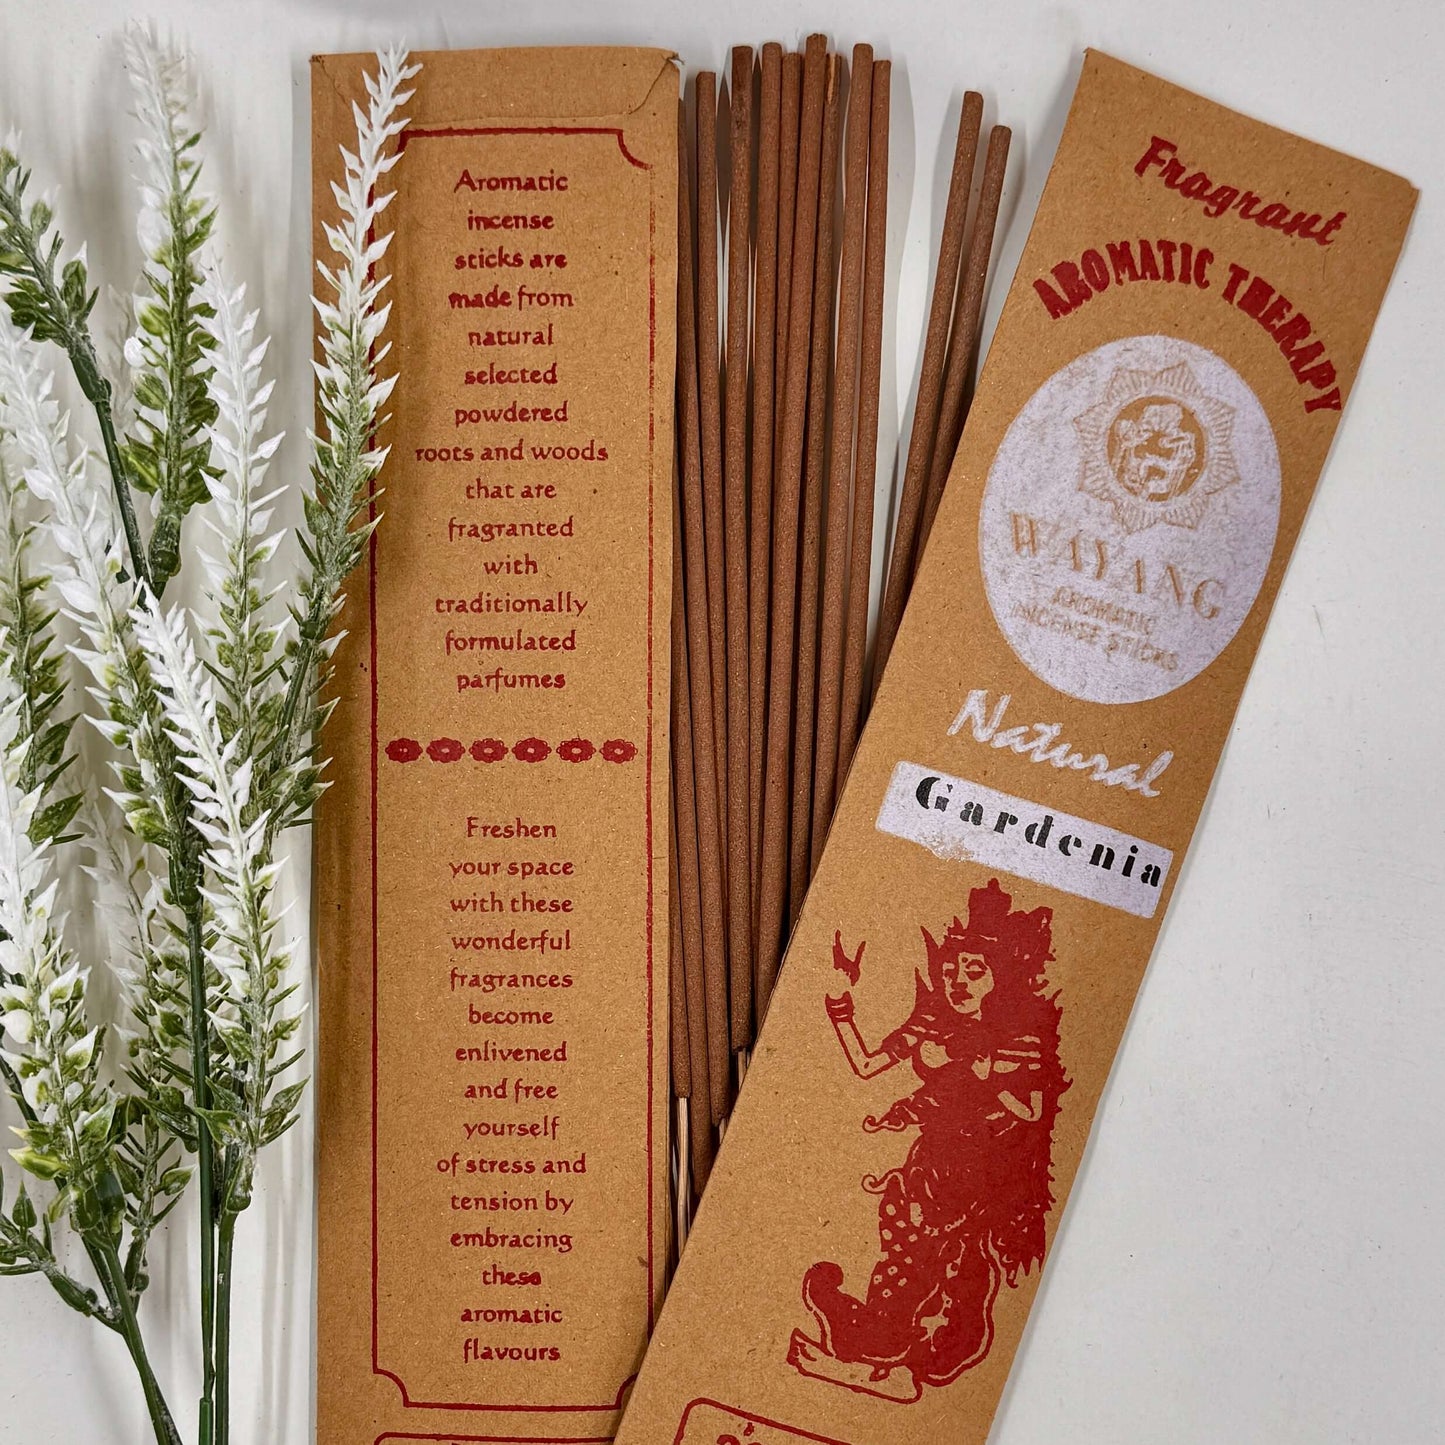 Aromatic
incense
sticks are
made from
natural
selected
powdered
roots and woods
that are
fragranted
with
traditionally
formulated
parfumes
Freshen
your space
with these
wonderful
fragrances
become
enlivened
and free
yourself
of stress and
tension by
embracing
these
aromatic
flavours
Fragrant
AROMATIC THERAPY
WAYANG
AROMATIC
INCENSE STICKS
Natural
Gardenia